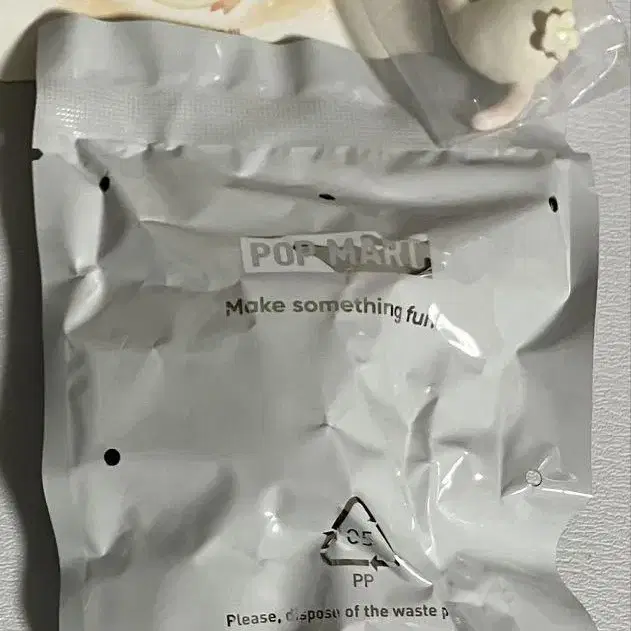 POP MART
Make something fun
05
PP
Please, dispose of the waste p